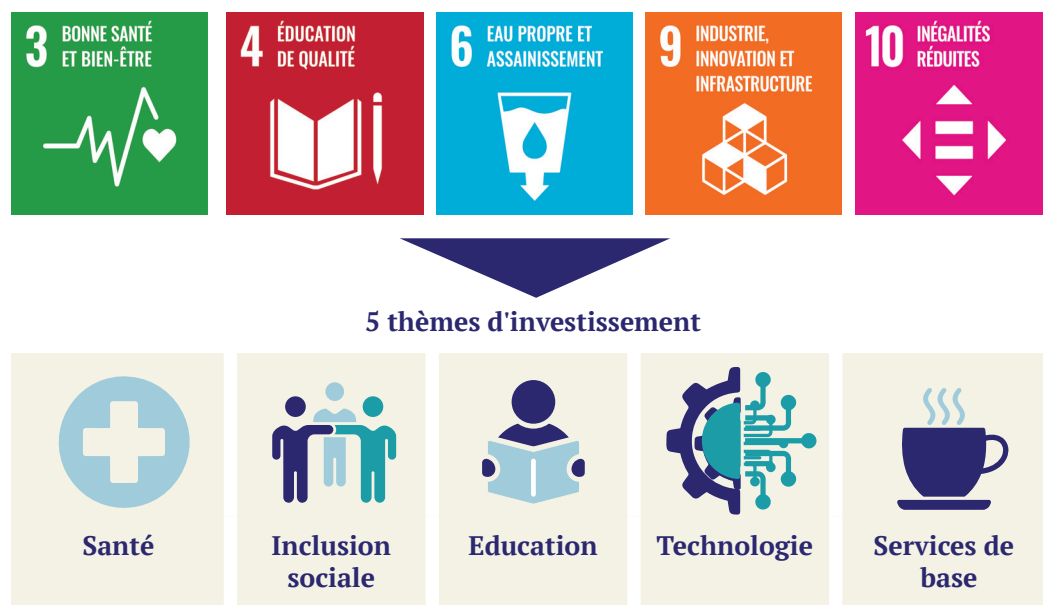 3 BONNE SANTÉ
ET BIEN-ÊTRE
4 ÉDUCATION
DE QUALITÉ
6 EAU PROPRE ET
ASSAINISSEMENT
9 INDUSTRIE,
INNOVATION ET
INFRASTRUCTURE
10 INÉGALITÉS
RÉDUITES
5 thèmes d'investissement
Santé
Inclusion
sociale
Education
Technologie
Services de
base